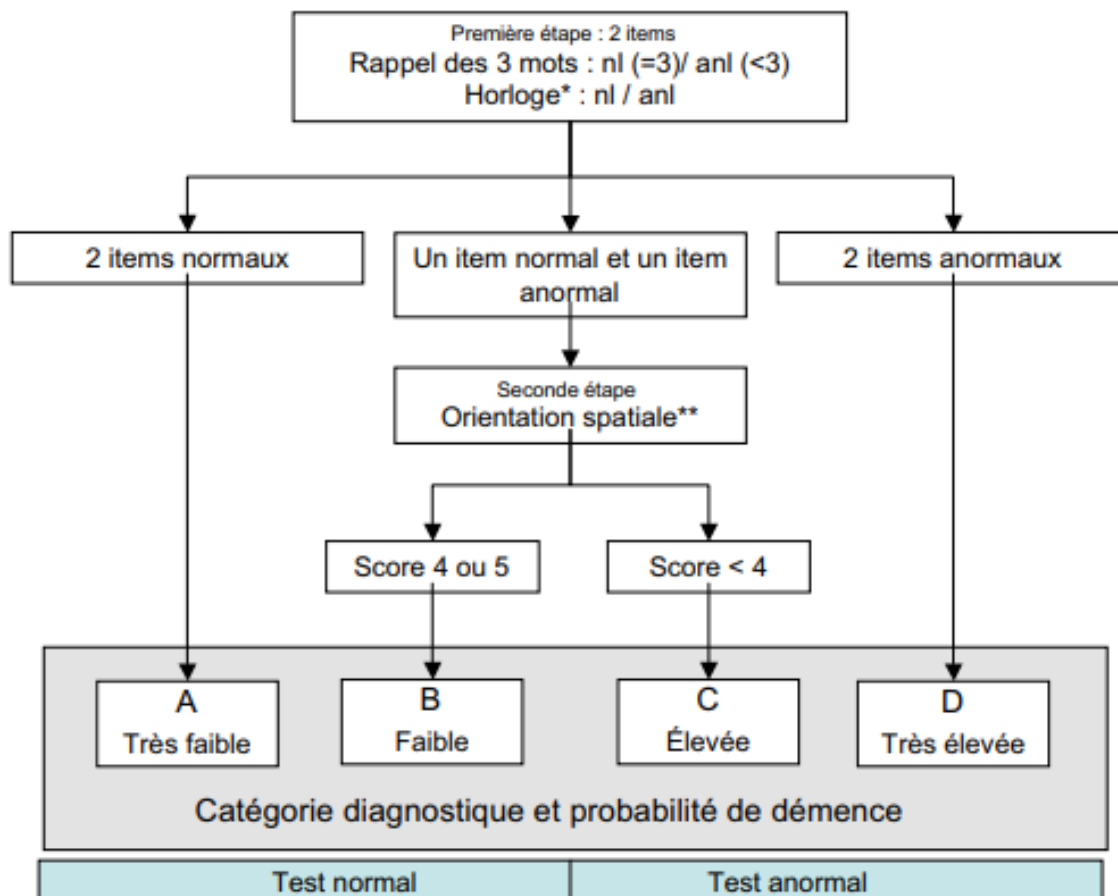 Première étape : 2 items
Rappel des 3 mots : nl (=3)/ anl (<3)
Horloge* : nl / anl
2 items normaux
Un item normal et un item
anormal
2 items anormaux
Seconde étape
Orientation spatiale**
Score 4 ou 5
Score < 4
A
Très faible
B
Faible
C
Élevée
D
Très élevée
Catégorie diagnostique et probabilité de démence
Test normal
Test anormal